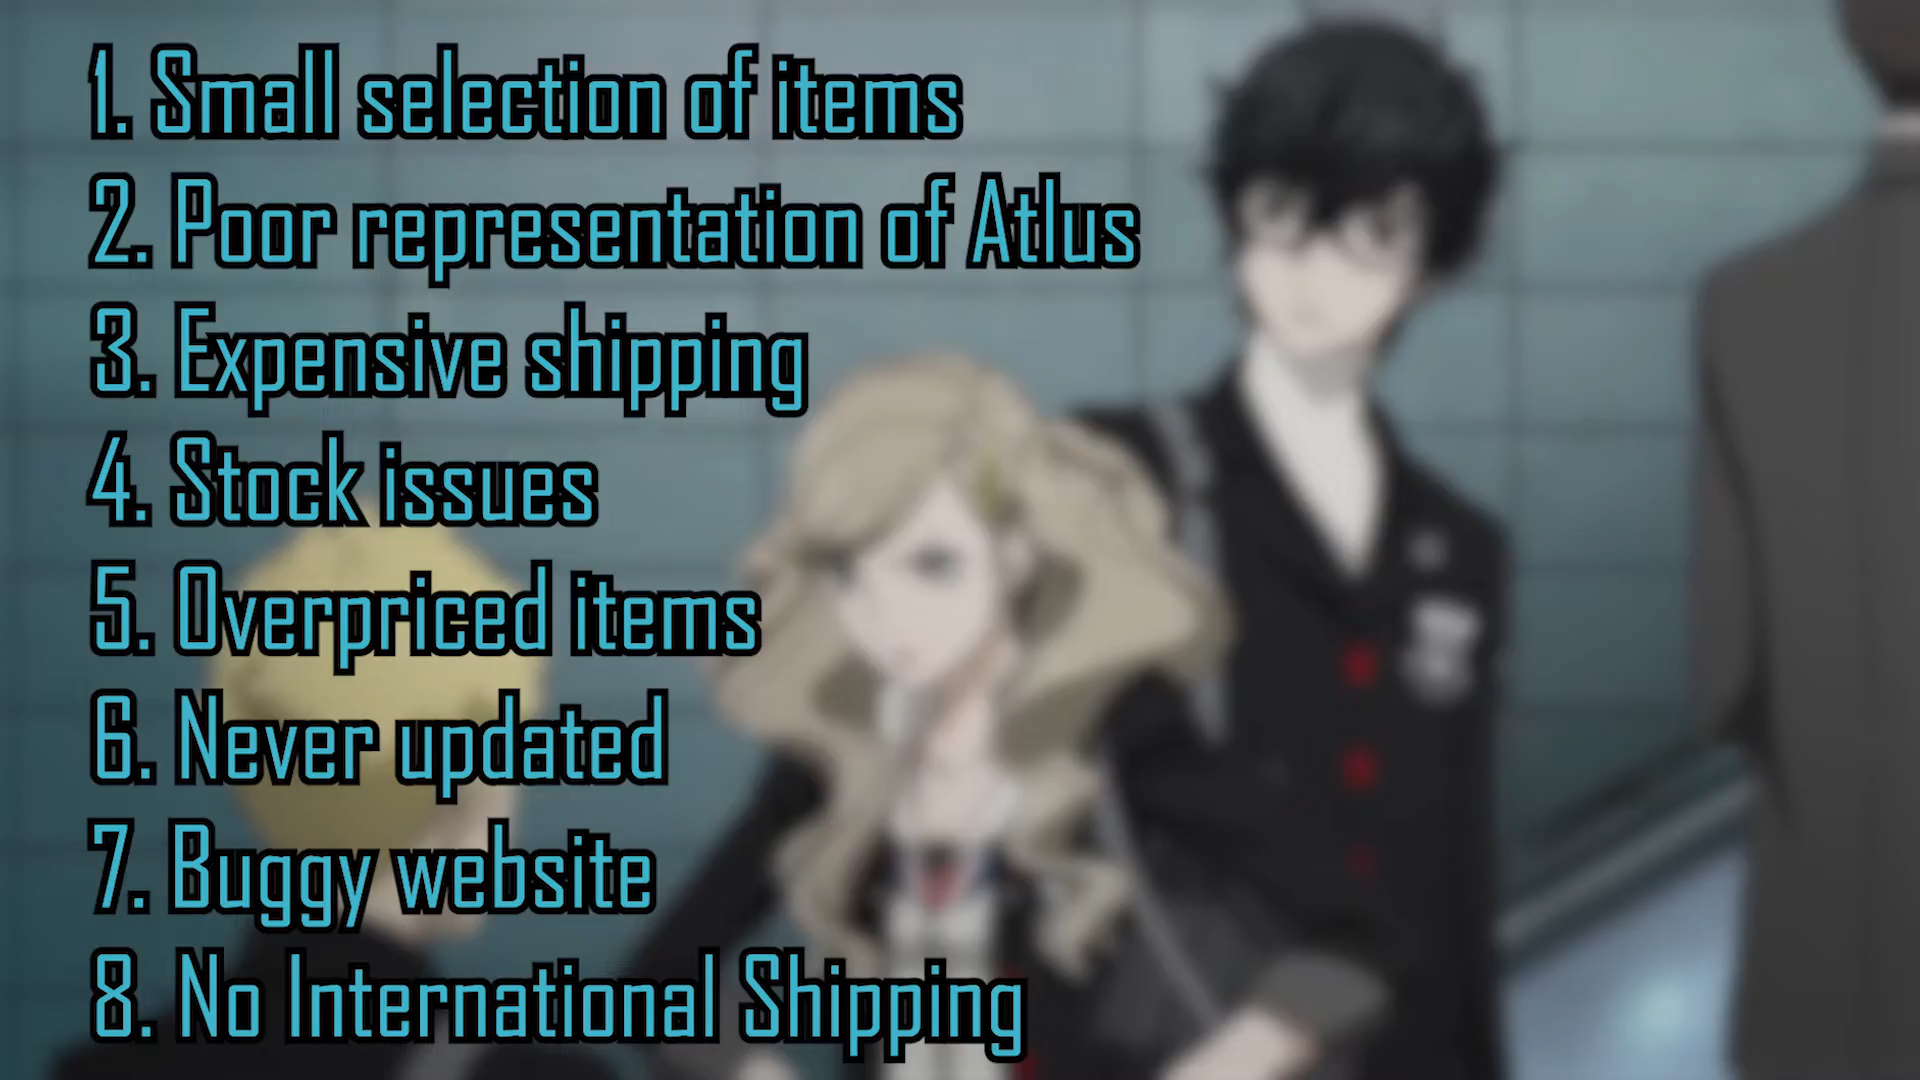 1. Small selection of items
2. Poor representation of Atlus
3. Expensive shipping
4. Stock issues
5. Overpriced items
6. Never updated
7. Buggy website
8. No International Shipping